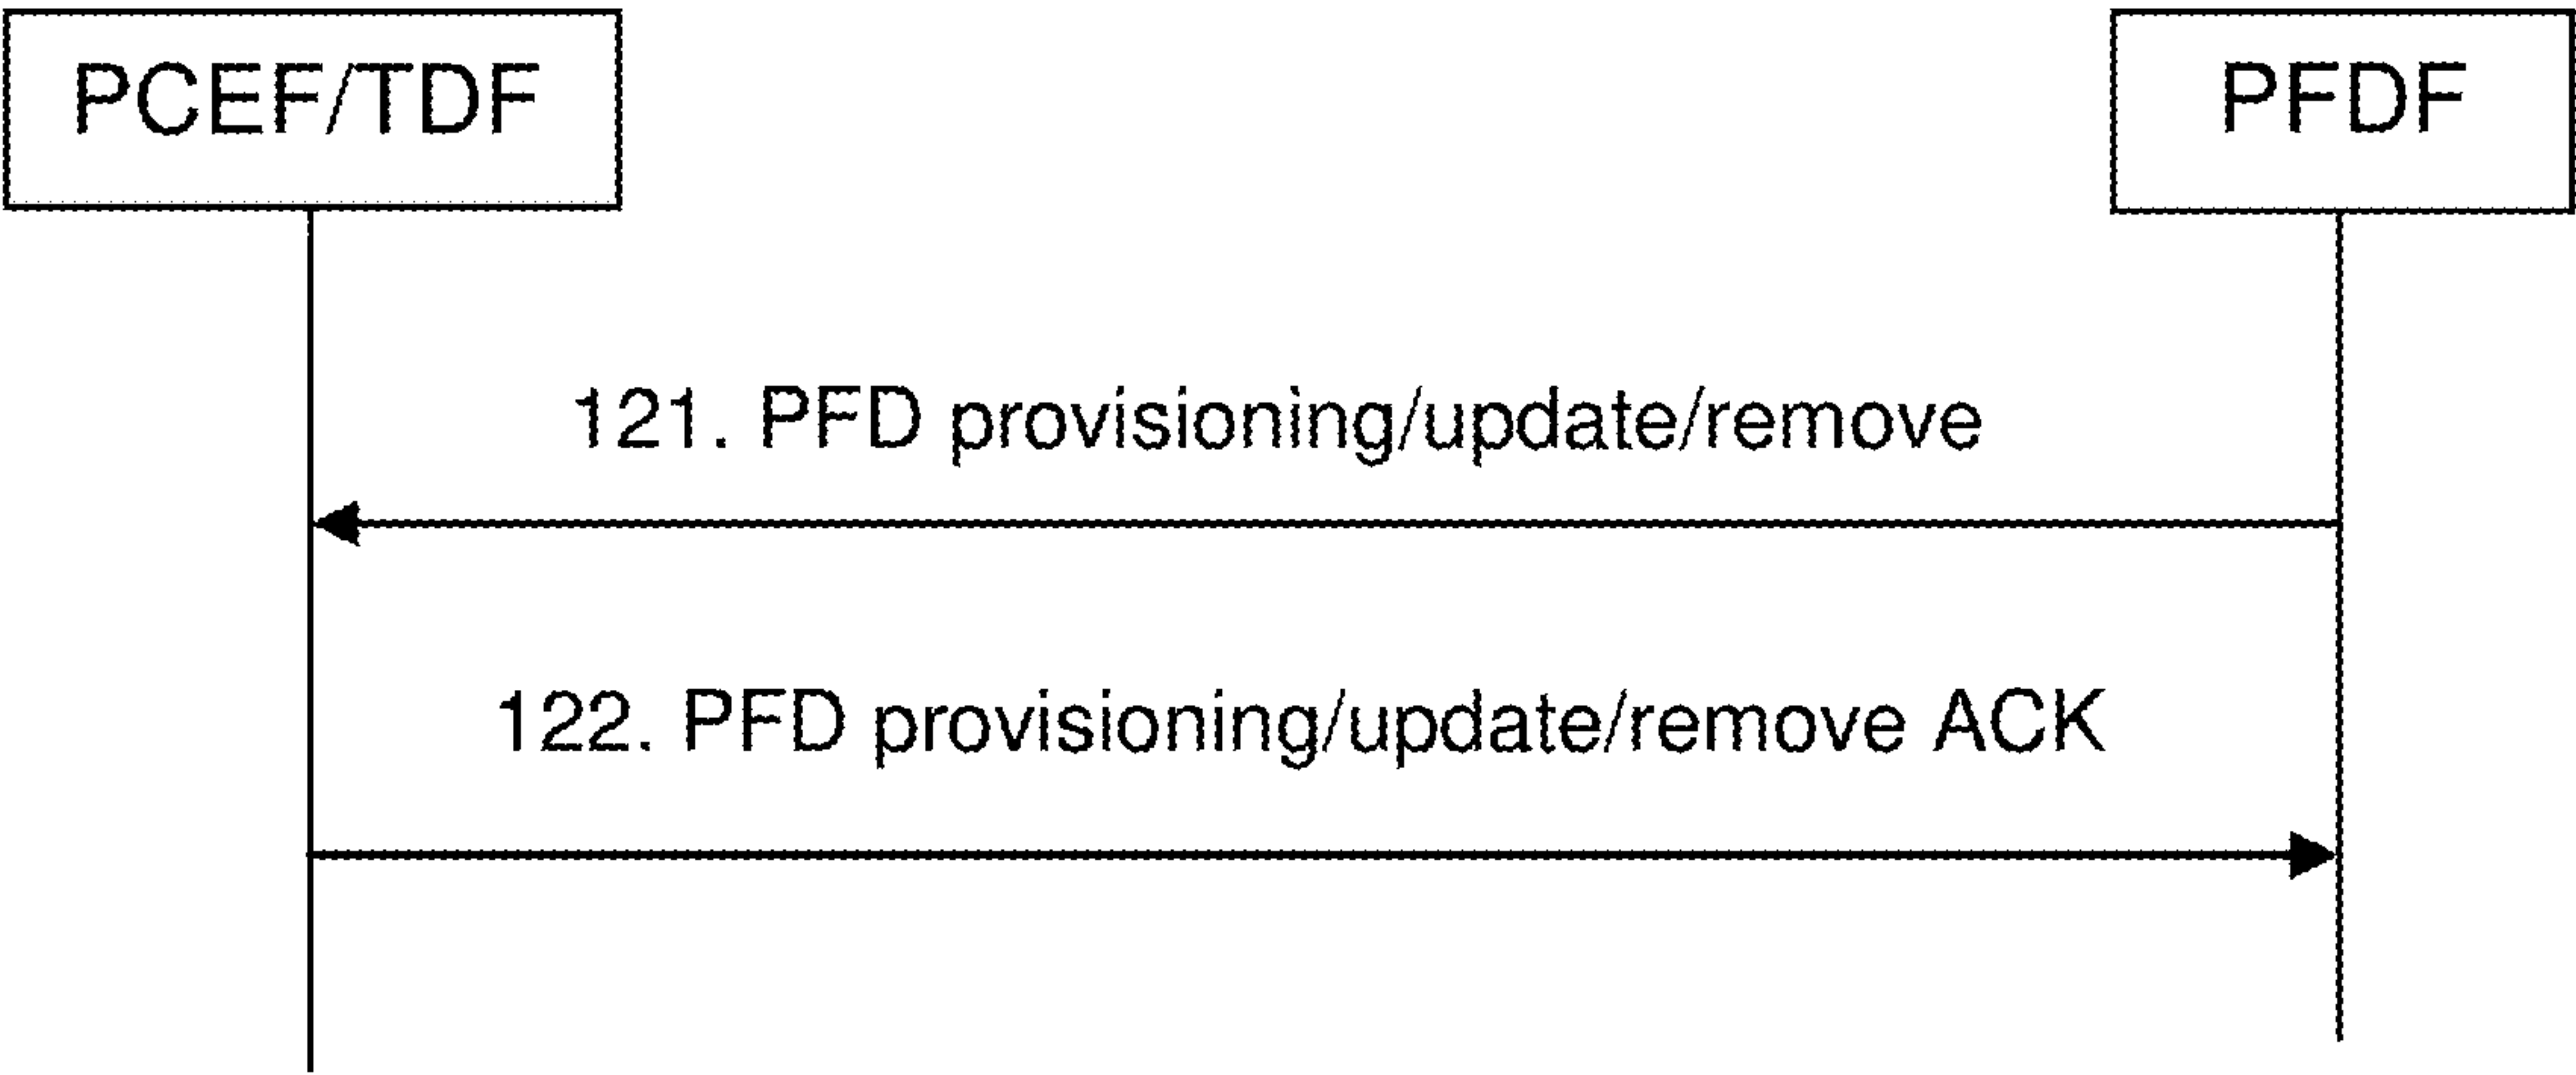 PCEF/TDF
PFDF
121. PFD provisioning/update/remove
122. PFD provisioning/update/remove ACK